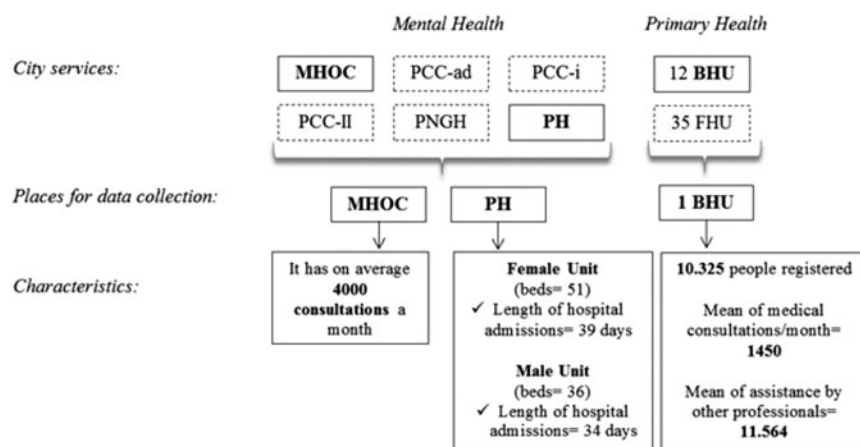 Mental Health Primary Health
City services: MHOC PCC-ad PCC-i 12 BHU
PCC-II PNGH PH 35 FHU
Places for data collection: MHOC PH 1 BHU
Characteristics:
It has on average
4000
consultations a
month
Female Unit
(beds= 51)
✓ Length of hospital
admissions= 39 days
Male Unit
(beds= 36)
✓ Length of hospital
admissions= 34 days
10.325 people registered
Mean of medical
consultations/month=
1450
Mean of assistance by
other professionals=
11.564